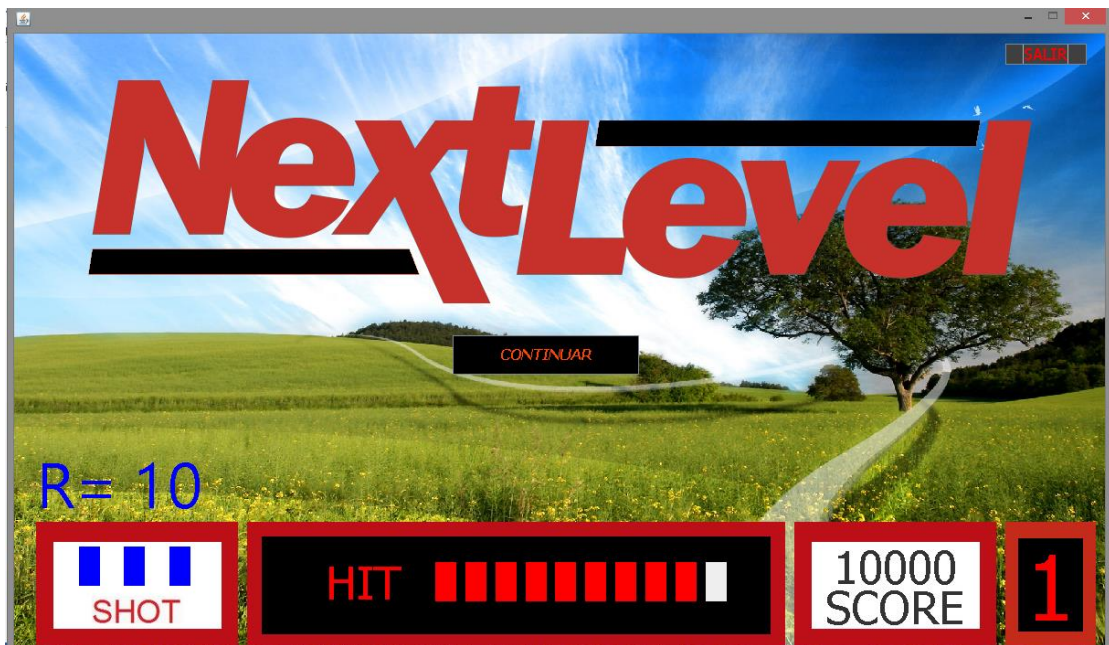 SALIR
NextLevel
CONTINUAR
R= 10
SHOT
HIT
10000
SCORE
1